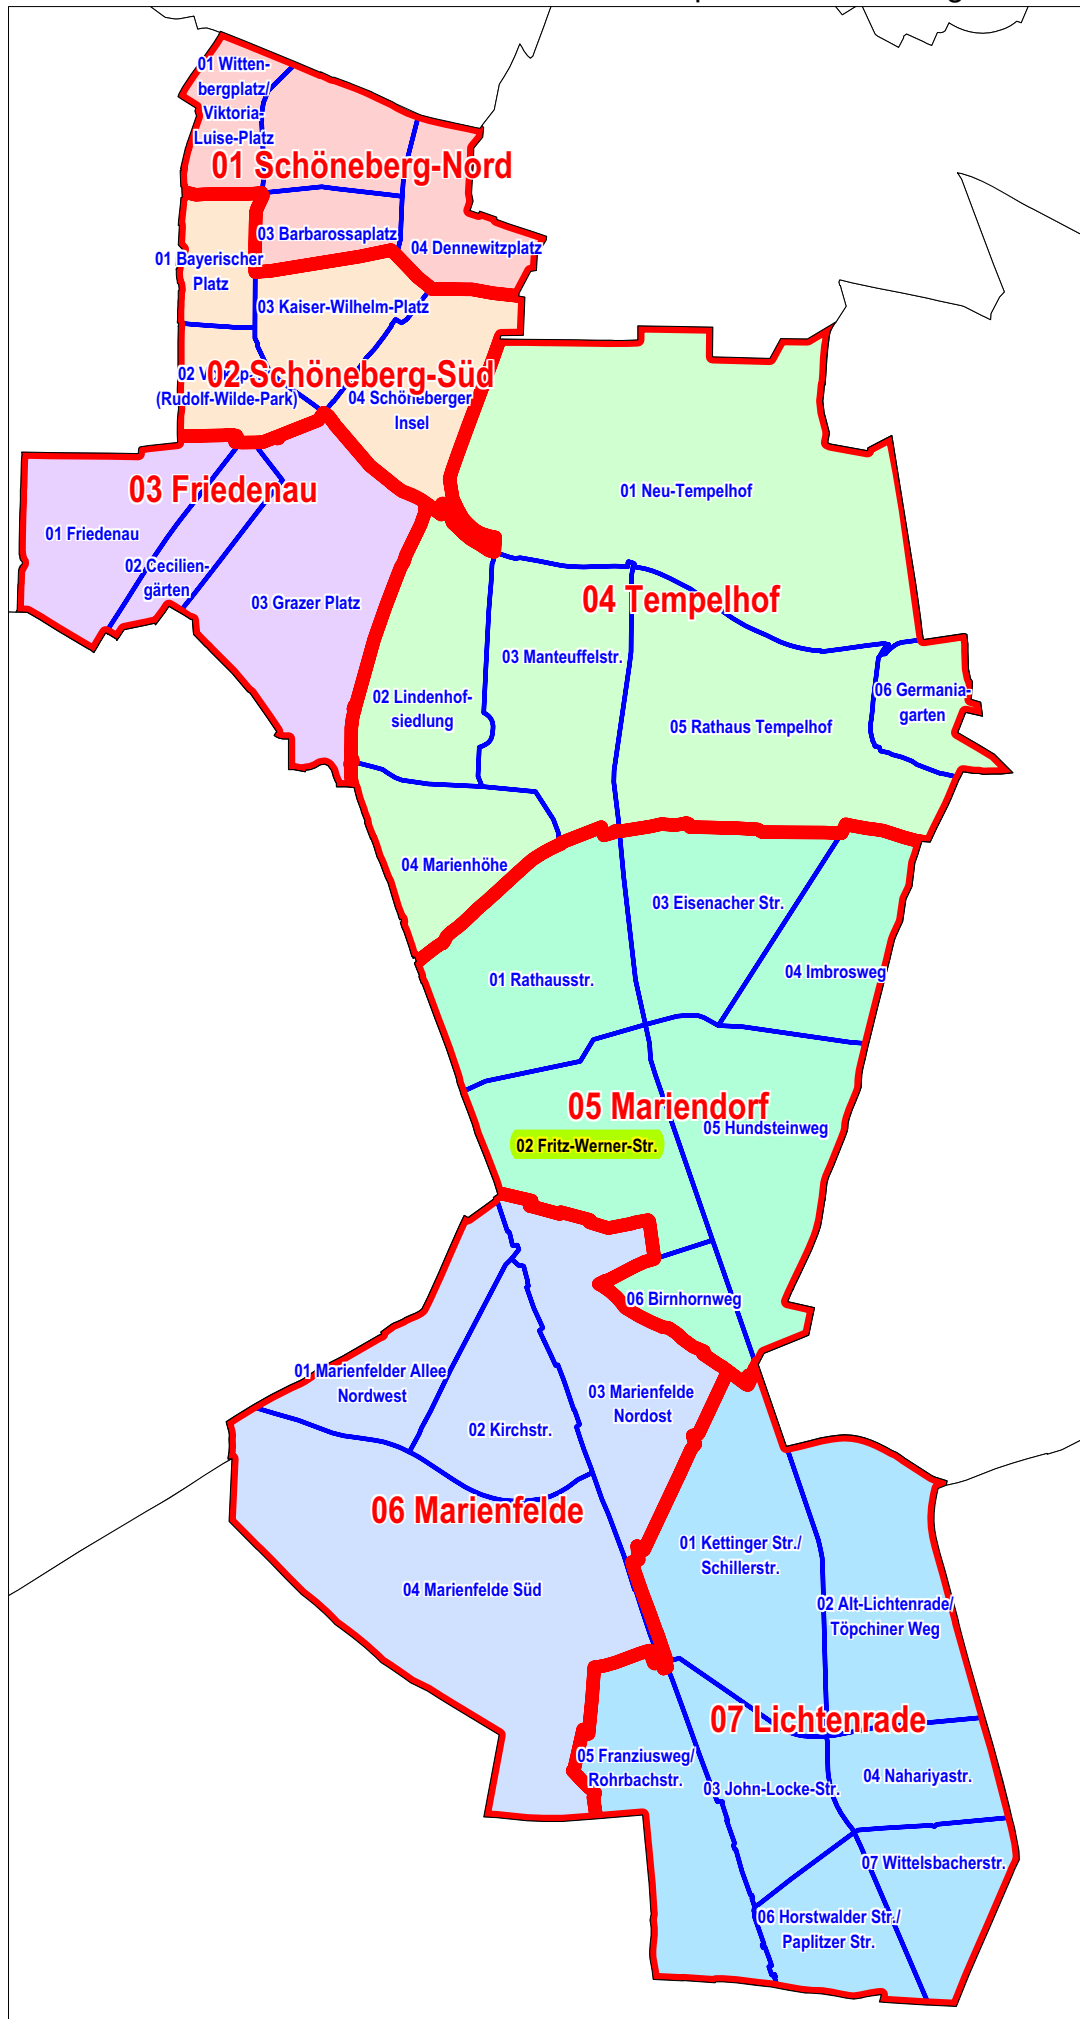 01 Witten-
bergplatz/
Viktoria-
Luise-Platz
01 Schöneberg-Nord
03 Barbarossaplatz
04 Dennewitzplatz
01 Bayerischer
Platz
03 Kaiser-Wilhelm-Platz
02 Schöneberg-Süd
02
(Rudolf-Wilde-Park)
04 Schöneberger
Insel
03 Friedenau
01 Friedenau
02 Cecilien-
gärten
03 Grazer Platz
01 Neu-Tempelhof
04 Tempelhof
03 Manteuffelstr.
02 Lindenhof-
siedlung
05 Rathaus Tempelhof
06 Germania-
garten
04 Marienhöhe
03 Eisenacher Str.
01 Rathausstr.
04 Imbrosweg
05 Mariendorf
05 Hundsteinweg
02 Fritz-Werner-Str.
06 Birnhornweg
01 Marienfelder Allee
Nordwest
03 Marienfelde
Nordost
02 Kirchstr.
06 Marienfelde
04 Marienfelde Süd
01 Kettinger Str./
Schillerstr.
02 Alt-Lichtenrade/
Töpchiner Weg
07 Lichtenrade
05 Franziusweg/
Rohrbachstr.
03 John-Locke-Str.
04 Nahariyastr.
07 Wittelsbacherstr.
06 Horstwalder Str./
Paplitzer Str.